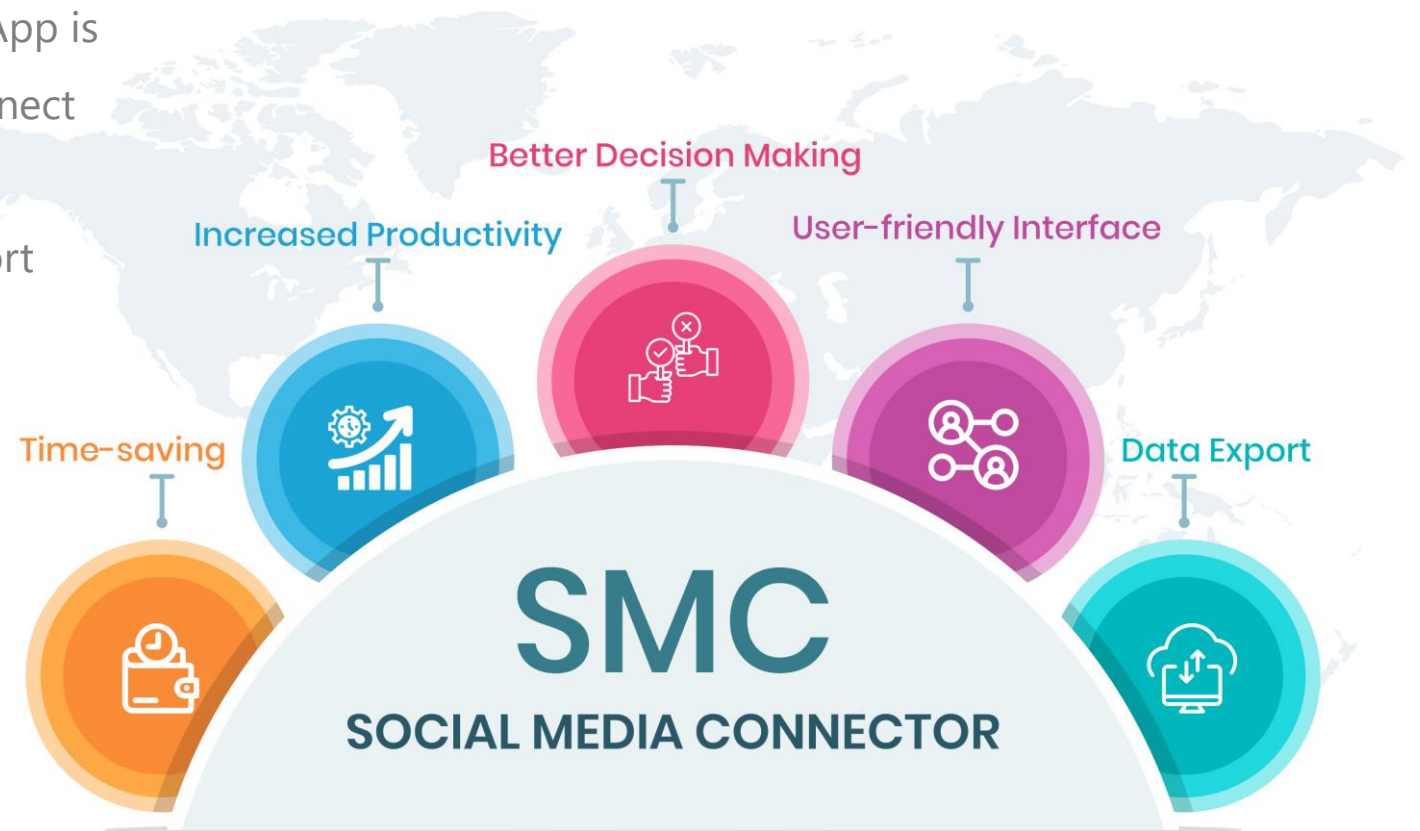 App is
nect
rt
Better Decision Making
Increased Productivity
User-friendly Interface
Time-saving
Data Export
SMC
SOCIAL MEDIA CONNECTOR